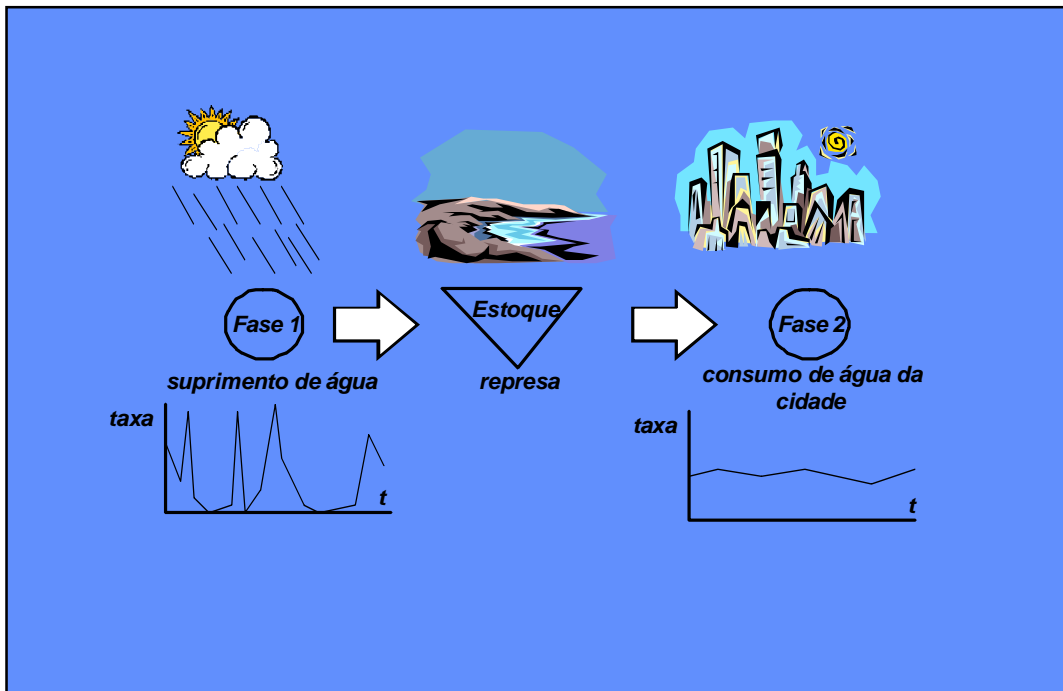 Fase 1
Estoque
Fase 2
suprimento de água
represa
consumo de água da
cidade
taxa
t
taxa
t